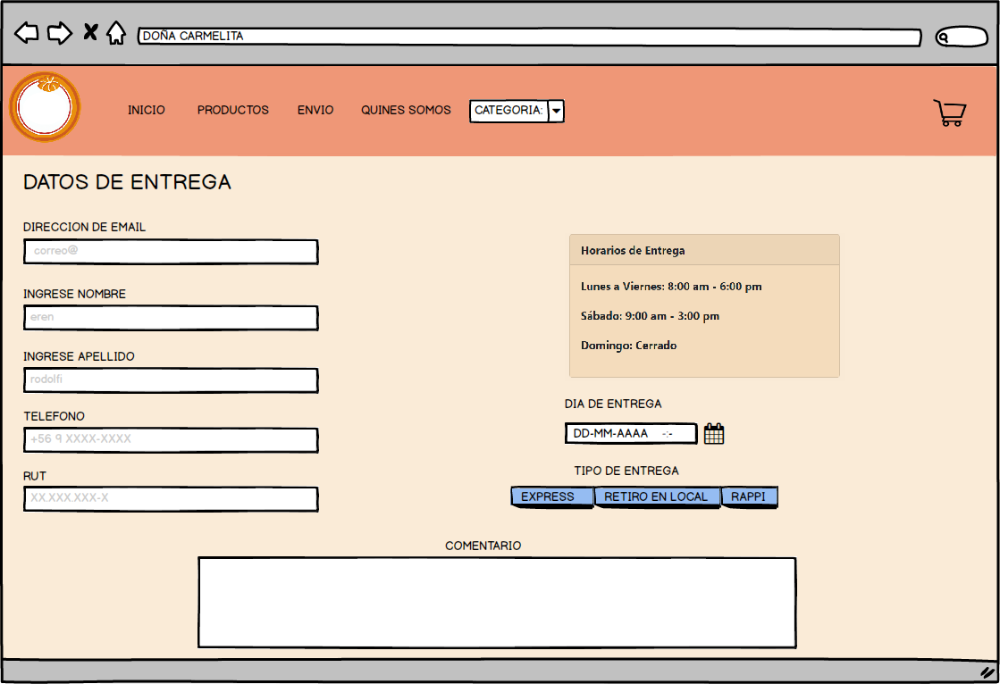 DOÑA CARMELITA
INICIO PRODUCTOS ENVIO QUINES SOMOS CATEGORIA:
DATOS DE ENTREGA
DIRECCION DE EMAIL
correo@
INGRESE NOMBRE
eren
INGRESE APELLIDO
rodolfi
TELEFONO
+56 9 XXXX-XXXX
RUT
XX.XXX.XXX-X
Horarios de Entrega
Lunes a Viernes: 8:00 am - 6:00 pm
Sábado: 9:00 am - 3:00 pm
Domingo: Cerrado
DIA DE ENTREGA
DD-MM-AAAA -:-
TIPO DE ENTREGA
EXPRESS RETIRO EN LOCAL RAPPI
COMENTARIO